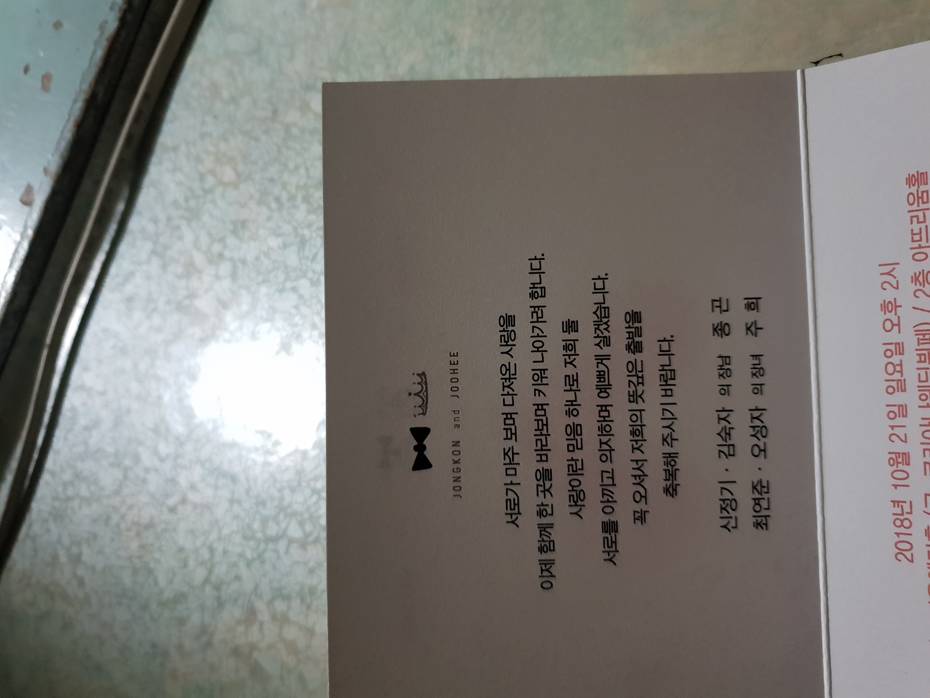 JONGKON and JOOHEE
서로가 마주 보며 다져온 사랑을
이제 함께 한 곳을 바라보며 키워 나아가려 합니다.
사랑이란 믿음 하나로 저희 둘
서로를 아끼고 의지하며 예쁘게 살겠습니다.
꼭 오셔서 저희의 뜻깊은 출발을
축복해 주시기 바랍니다.
신정기 · 김숙자 의 장남 종 곤
최연준 · 오성자 의 장녀 주 희
2018년 10월 21일 일요일 오후 2시
/ 2층 아뜨리움홀